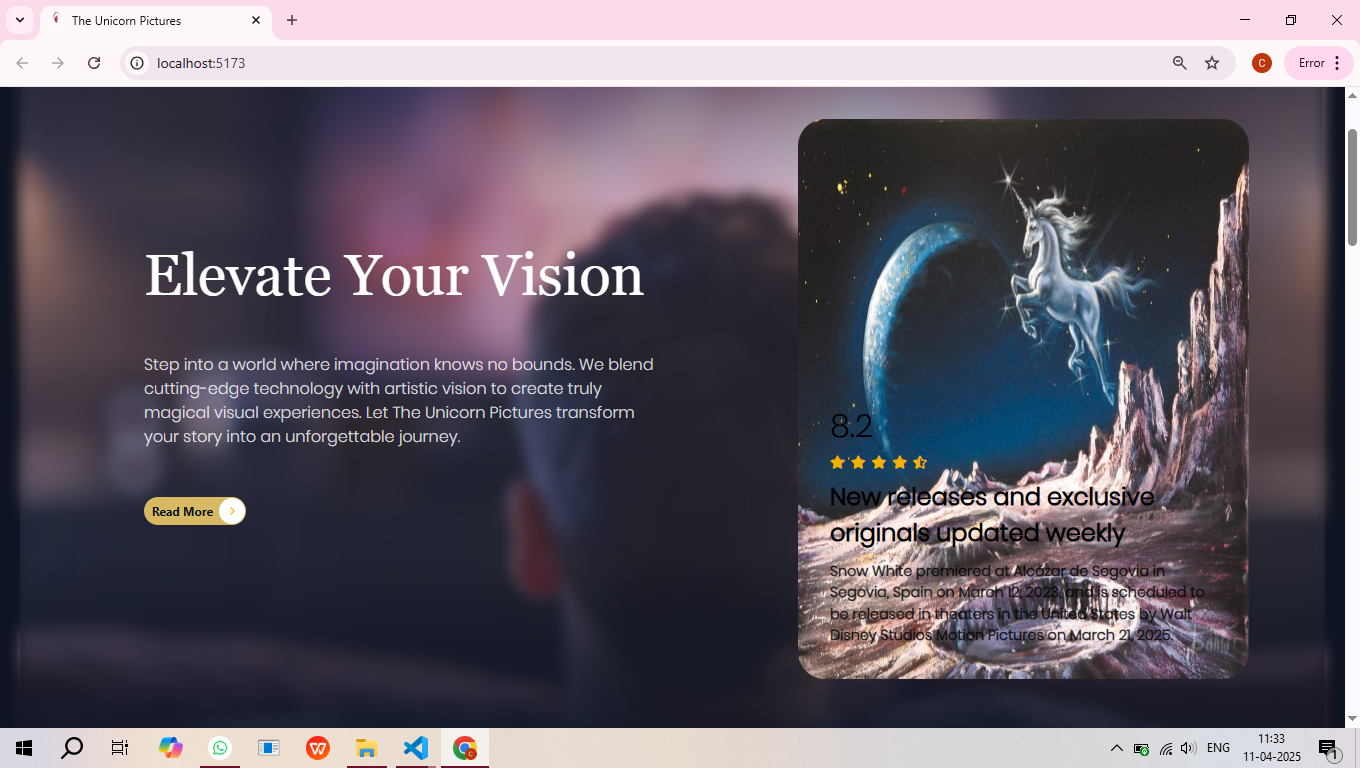 The Unicorn Pictures
localhost:5173
C
Error
Elevate Your Vision
Step into a world where imagination knows no bounds. We blend
cutting-edge technology with artistic vision to create truly
magical visual experiences. Let The Unicorn Pictures transform
your story into an unforgettable journey.
Read More
8.2
New releases and exclusive
originals updated weekly
Snow White premiered at Alcázar de Segovia in
Segovia, Spain on March 12, 2023, and is scheduled to
be released in theaters in the United States by Walt
Disney Studios Motion Pictures on March 21, 2025.
ENG
11:33
11-04-2025
1